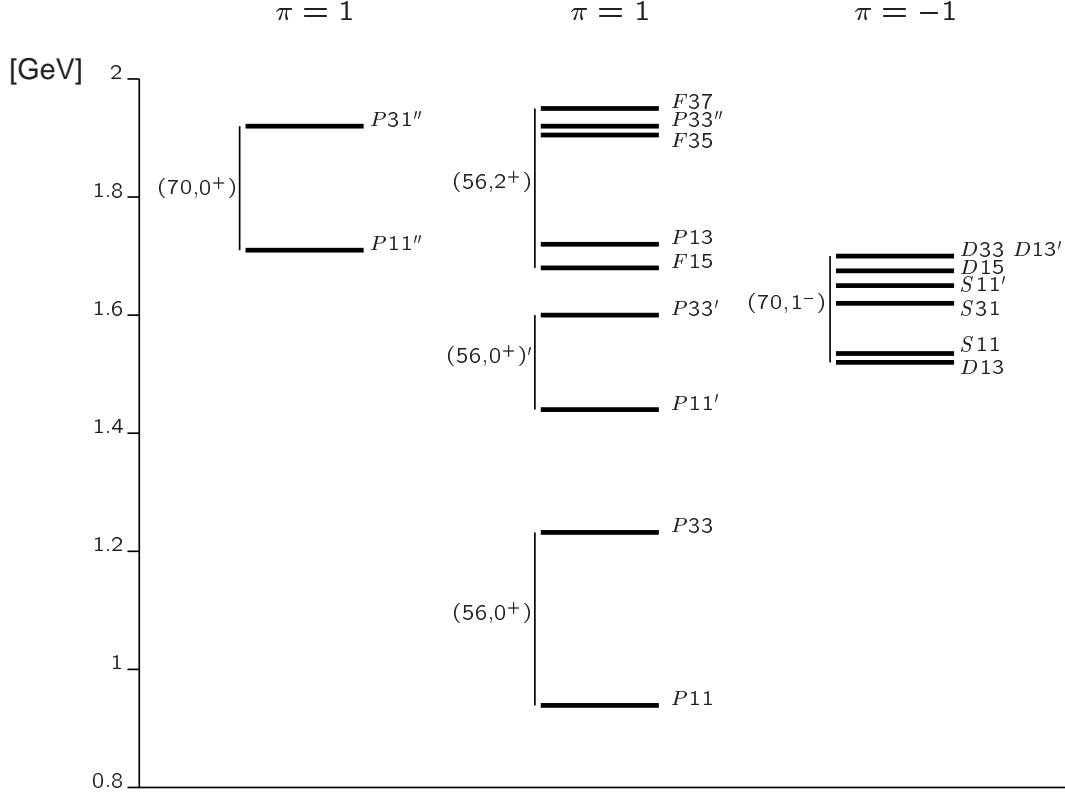 π = 1 π = 1 π = −1
[GeV]
2
F37
P31″ P33″
F35
(70,0⁺) (56,2⁺)
1.8
P11″ P13
D33 D13′
F15 D15
S11′
(70,1⁻)
P33′ S31
1.6
(56,0⁺)′
S11
D13
P11′
1.4
P33
1.2
(56,0⁺)
1
P11
0.8